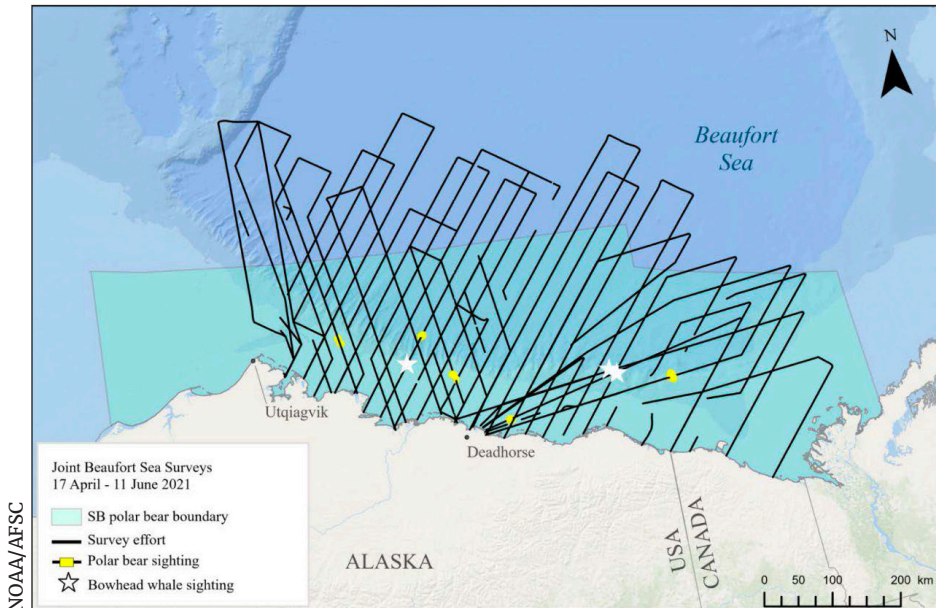 N
Beaufort
Sea
Utqiagvik
Deadhorse
Joint Beaufort Sea Surveys
17 April - 11 June 2021
SB polar bear boundary
Survey effort
Polar bear sighting
Bowhead whale sighting
ALASKA
USA
CANADA
0 50 100 200 km
NOAA/AFSC